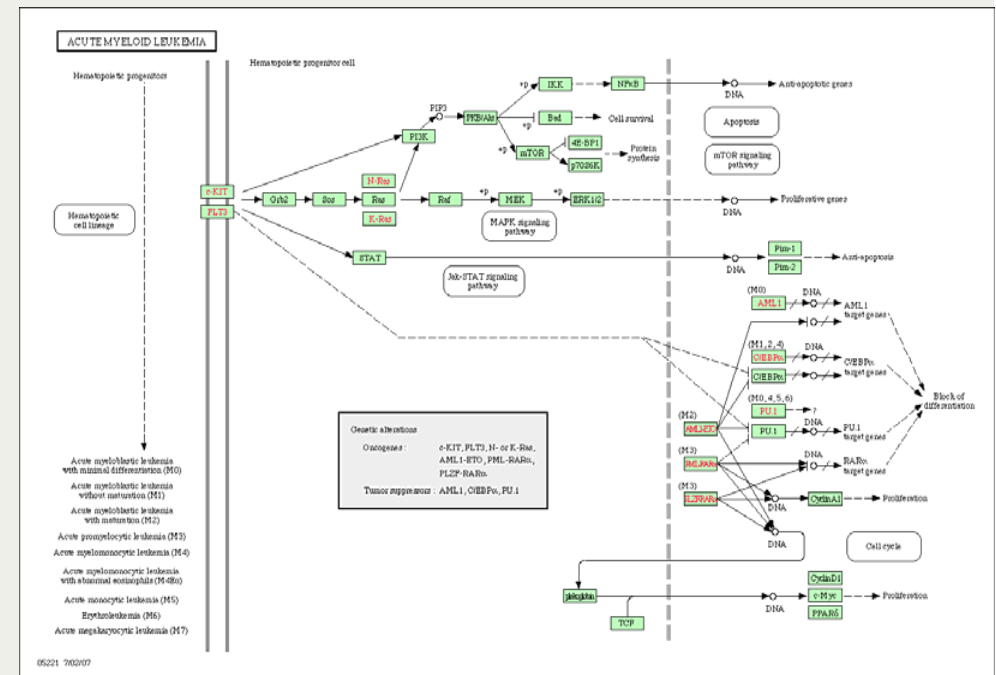 ACUTE MYELOID LEUKEMIA
Hematopoietic progenitors
Hematopoietic progenitor cell
Hematopoietic
cell lineage
c-KIT
FLT3
Grb2
Sos
N-Ras
Ras
K-Ras
PI3K
PIP3
PKB/Akt
+p
IKK
NFκB
DNA
Anti-apoptotic genes
+p
Bad
Cell survival
Apoptosis
+p
mTOR
4E-BP1
p70S6K
Protein
synthesis
mTOR signaling
pathway
Raf
+p
MEK
+p
ERK1/2
DNA
Proliferative genes
MAPK signaling
pathway
STAT
Jak-STAT signaling
pathway
DNA
Pim-1
Pim-2
Anti-apoptosis
(M0)
AML1
DNA
AML1
target genes
(M1,2,4)
C/EBPα
DNA
C/EBPα
C/EBPα
target genes
(M0,4,5,6)
PU.1
?
DNA
PU.1
PU.1
target genes
Block of
differentiation
(M2)
AML1-ETO
(M3)
PML-RARα
DNA
RARα
target genes
(M3)
PLZF-RARα
DNA
CyclinA1
Proliferation
DNA
Cell cycle
Genetic alterations
Oncogenes : c-KIT, FLT3, N- or K-Ras,
AML1-ETO, PML-RARα,
PLZF-RARα
Tumor suppressors : AML1, C/EBPα, PU.1
Acute myeloblastic leukemia
with minimal differentiation (M0)
Acute myeloblastic leukemia
without maturation (M1)
Acute myeloblastic leukemia
with maturation (M2)
Acute promyelocytic leukemia (M3)
Acute myelomonocytic leukemia (M4)
Acute myelomonocytic leukemia
with abnormal eosinophils (M4Eo)
Acute monocytic leukemia (M5)
Erythroleukemia (M6)
Acute megakaryocytic leukemia (M7)
plakoglobin
TCF
DNA
CyclinD1
c-Myc
PPARδ
Proliferation
05221 7/02/07